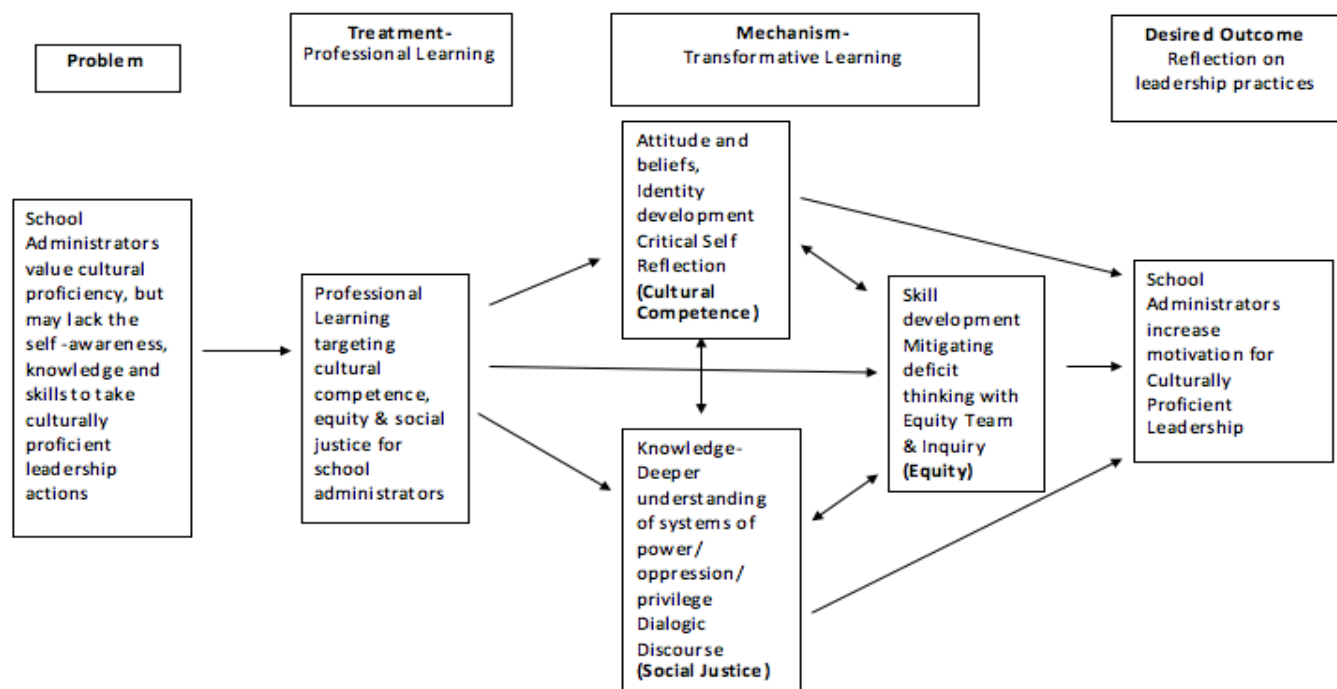 Problem
Treatment-
Professional Learning
Mechanism-
Transformative Learning
Desired Outcome
Reflection on
leadership practices
School
Administrators
value cultural
proficiency, but
may lack the
self-awareness,
knowledge and
skills to take
culturally
proficient
leadership
actions
Professional
Learning
targeting
cultural
competence,
equity & social
justice for
school
administrators
Attitude and
beliefs,
Identity
development
Critical Self
Reflection
(Cultural
Competence)
Knowledge-
Deeper
understanding
of systems of
power/
oppression/
privilege
Dialogic
Discourse
(Social Justice)
Skill
development
Mitigating
deficit
thinking with
Equity Team
& Inquiry
(Equity)
School
Administrators
increase
motivation for
Culturally
Proficient
Leadership